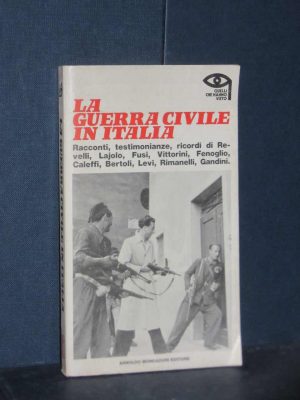 QUELLI
CHE HANNO
VISTO
LA
GUERRA CIVILE
IN ITALIA
Racconti, testimonianze, ricordi di Re-
velli, Lajolo, Fusi, Vittorini, Fenoglio,
Caleffi, Bertoli, Levi, Rimanelli, Gandini.
ARNOLDO MONDADORI EDITORE